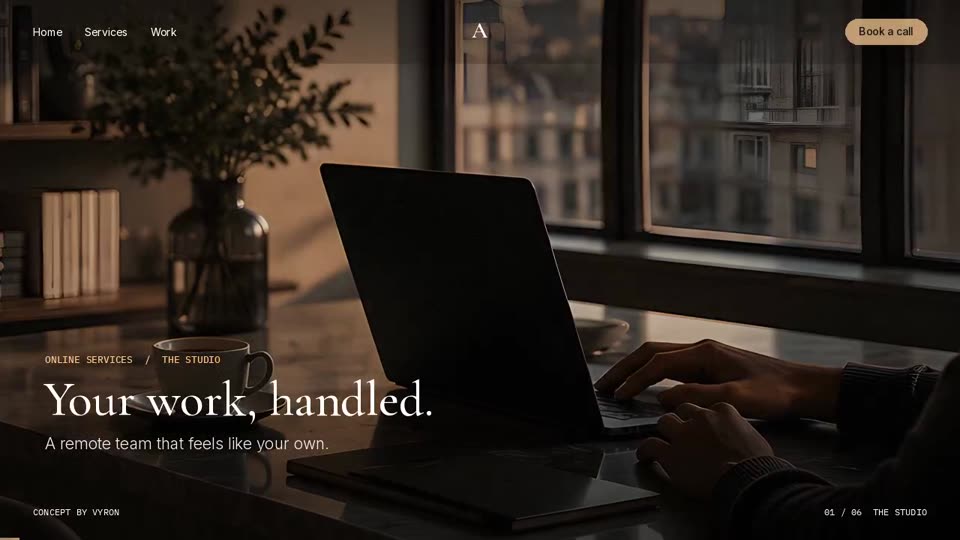 Home Services Work A Book a call
ONLINE SERVICES / THE STUDIO
Your work, handled.
A remote team that feels like your own.
CONCEPT BY VYRON 01 / 06 THE STUDIO